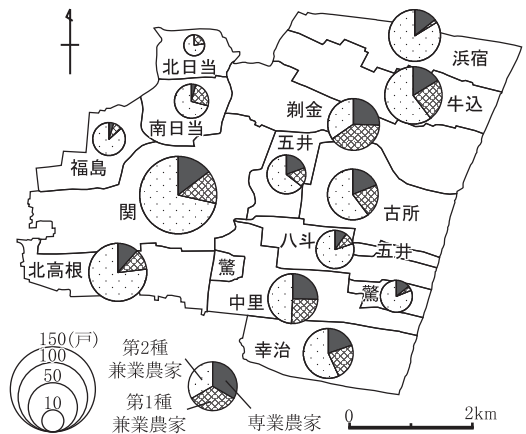 浜宿
北日当
牛込
剃金
南日当
五井
福島
関
古所
八斗
五井
北高根
驚
驚
中里
幸治
150(戸)
100
50
10
第2種
兼業農家
第1種
兼業農家
専業農家
0
2km